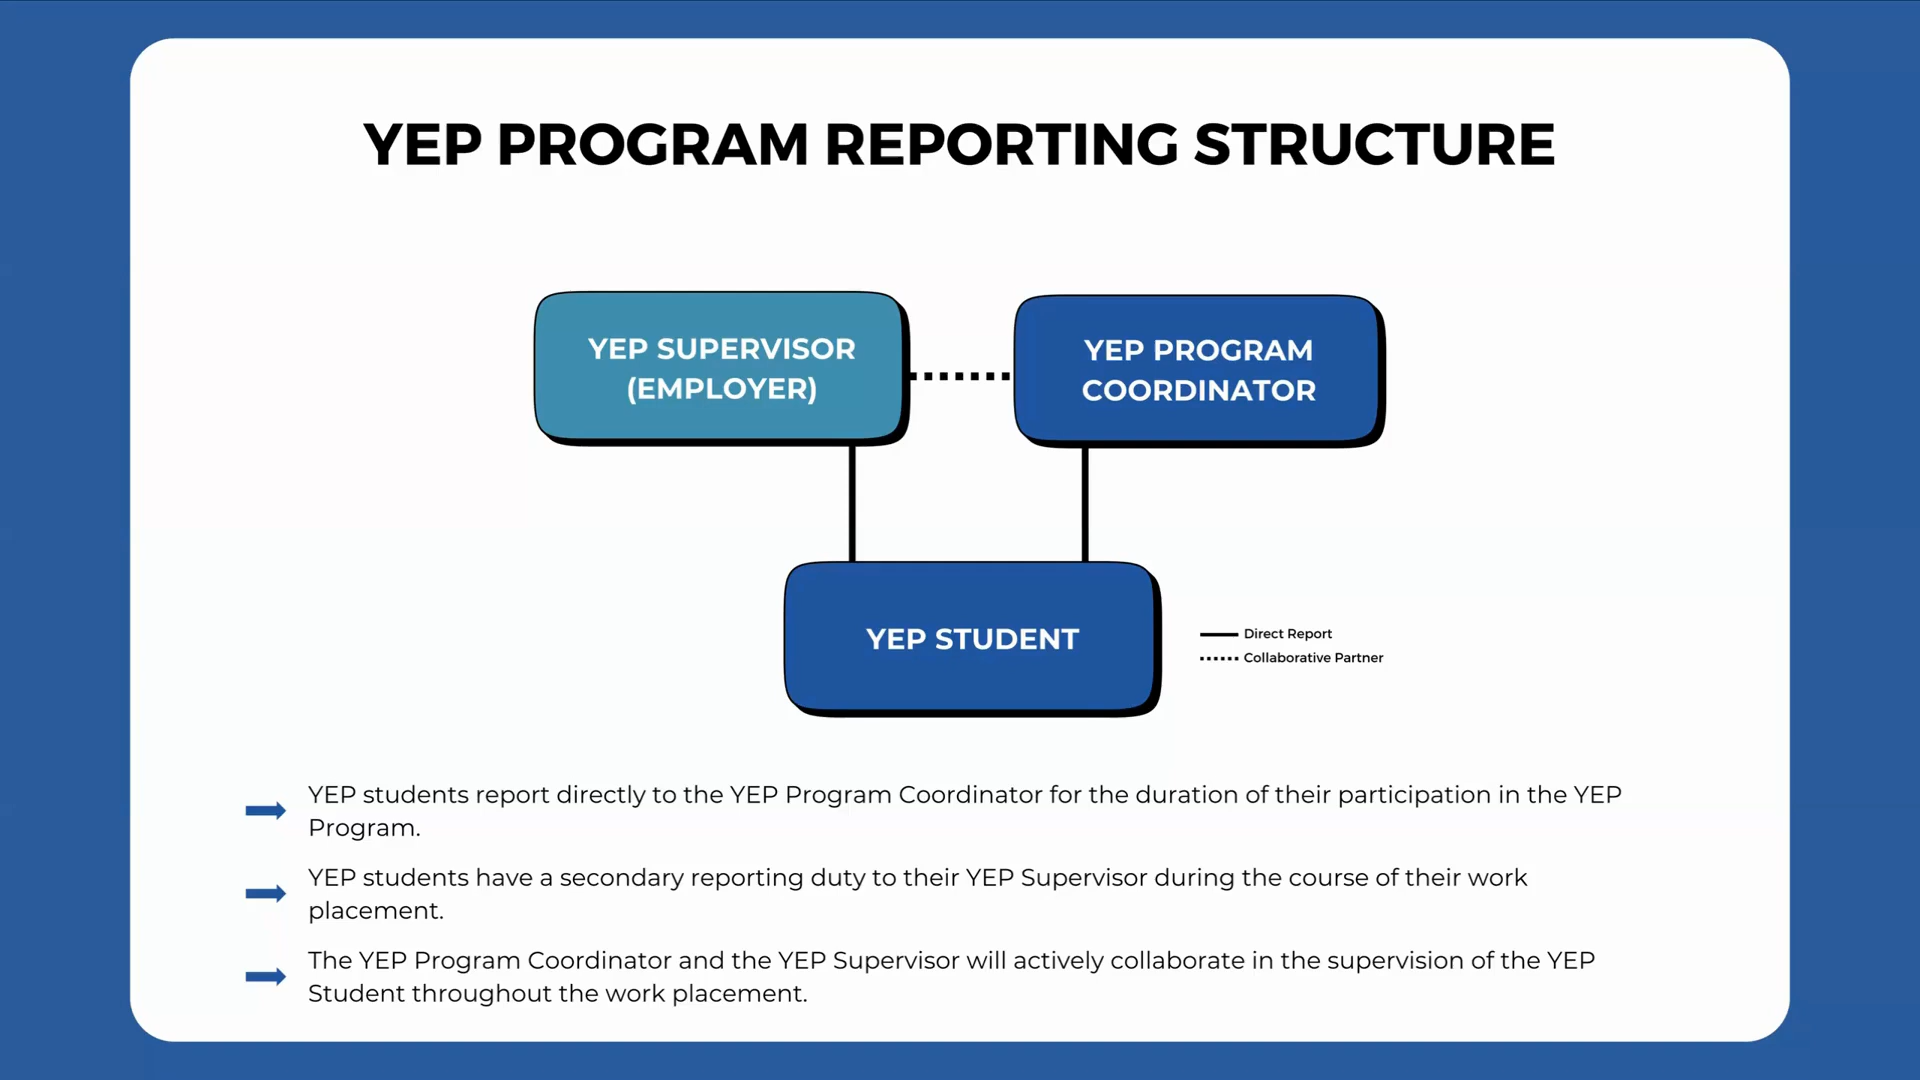 YEP PROGRAM REPORTING STRUCTURE
YEP SUPERVISOR
(EMPLOYER)
YEP PROGRAM
COORDINATOR
YEP STUDENT
Direct Report
Collaborative Partner
YEP students report directly to the YEP Program Coordinator for the duration of their participation in the YEP
Program.
YEP students have a secondary reporting duty to their YEP Supervisor during the course of their work
placement.
The YEP Program Coordinator and the YEP Supervisor will actively collaborate in the supervision of the YEP
Student throughout the work placement.